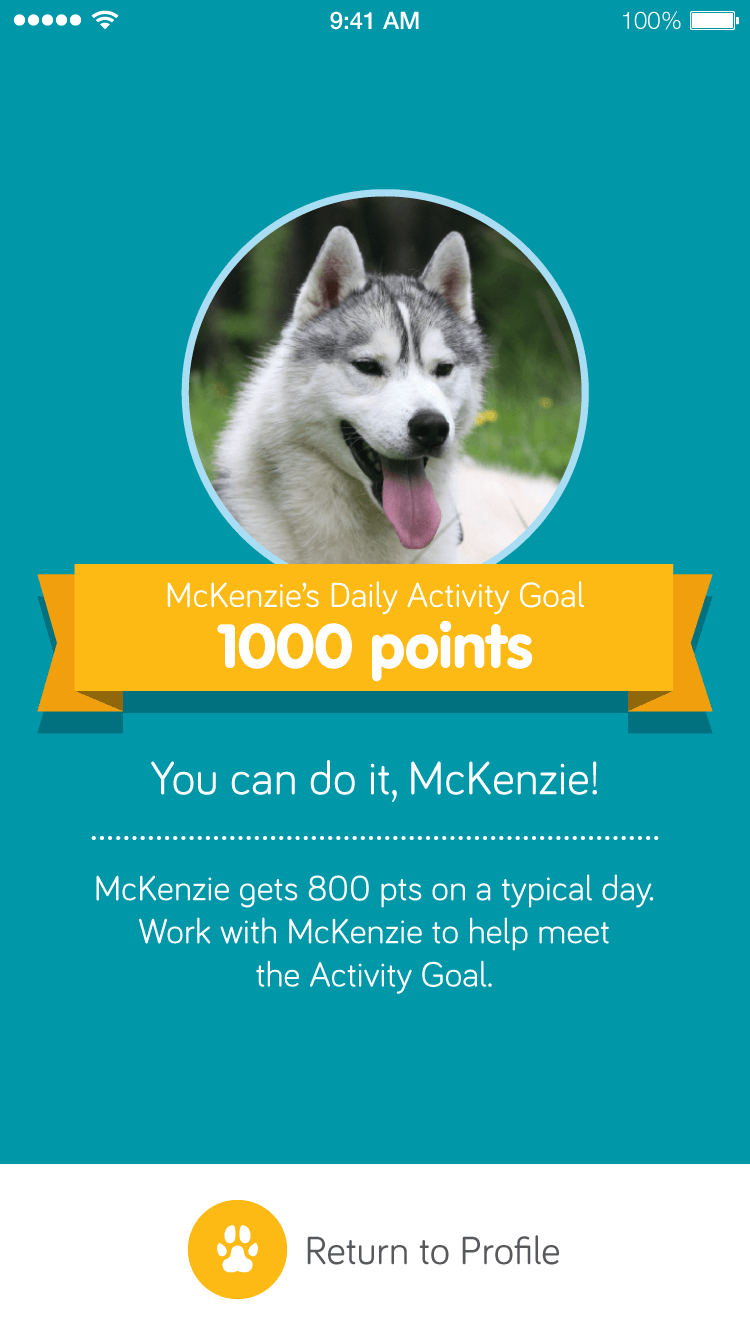 9:41 AM
100%
McKenzie's Daily Activity Goal
1000 points
You can do it, McKenzie!
McKenzie gets 800 pts on a typical day.
Work with McKenzie to help meet
the Activity Goal.
Return to Profile